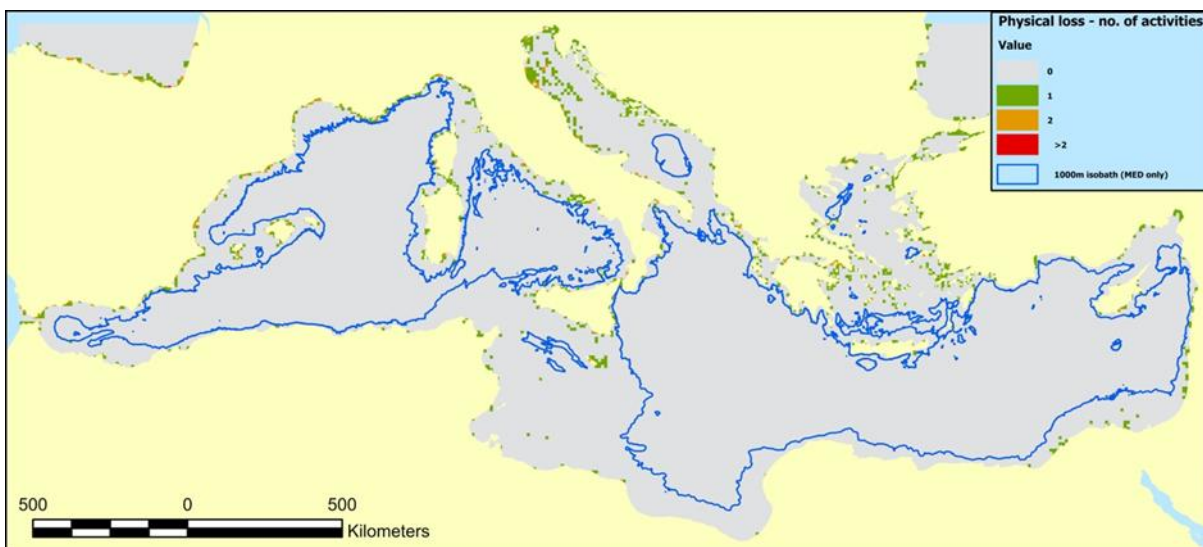 Physical loss - no. of activities
Value
0
1
2
>2
1000m isobath (MED only)
500 0 500
Kilometers